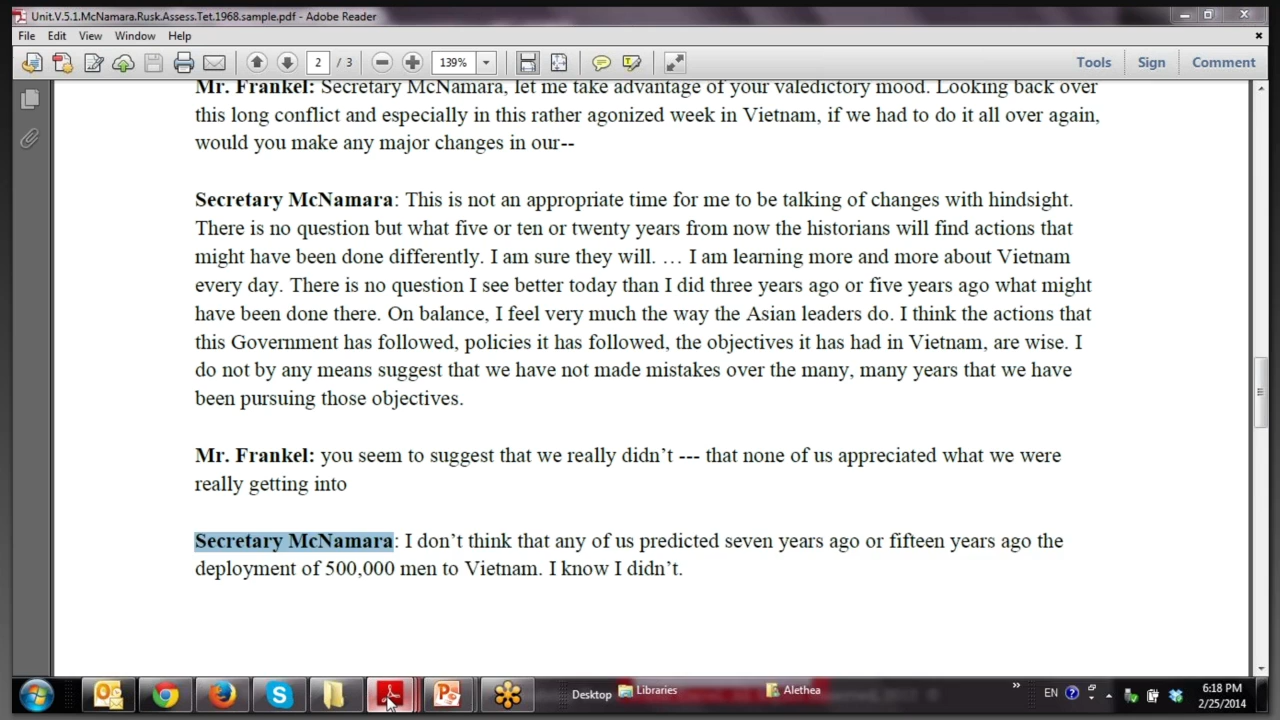 Unit.V.5.1.McNamara.Rusk.Assess.Tet.1968.sample.pdf - Adobe Reader
File Edit View Window Help
2 / 3 139% Tools Sign Comment
Mr. Frankel: Secretary McNamara, let me take advantage of your valedictory mood. Looking back over
this long conflict and especially in this rather agonized week in Vietnam, if we had to do it all over again,
would you make any major changes in our--
Secretary McNamara: This is not an appropriate time for me to be talking of changes with hindsight.
There is no question but what five or ten or twenty years from now the historians will find actions that
might have been done differently. I am sure they will. … I am learning more and more about Vietnam
every day. There is no question I see better today than I did three years ago or five years ago what might
have been done there. On balance, I feel very much the way the Asian leaders do. I think the actions that
this Government has followed, policies it has followed, the objectives it has had in Vietnam, are wise. I
do not by any means suggest that we have not made mistakes over the many, many years that we have
been pursuing those objectives.
Mr. Frankel: you seem to suggest that we really didn’t --- that none of us appreciated what we were
really getting into
Secretary McNamara: I don’t think that any of us predicted seven years ago or fifteen years ago the
deployment of 500,000 men to Vietnam. I know I didn’t.
Desktop Libraries Alethea » EN 6:18 PM
2/25/2014